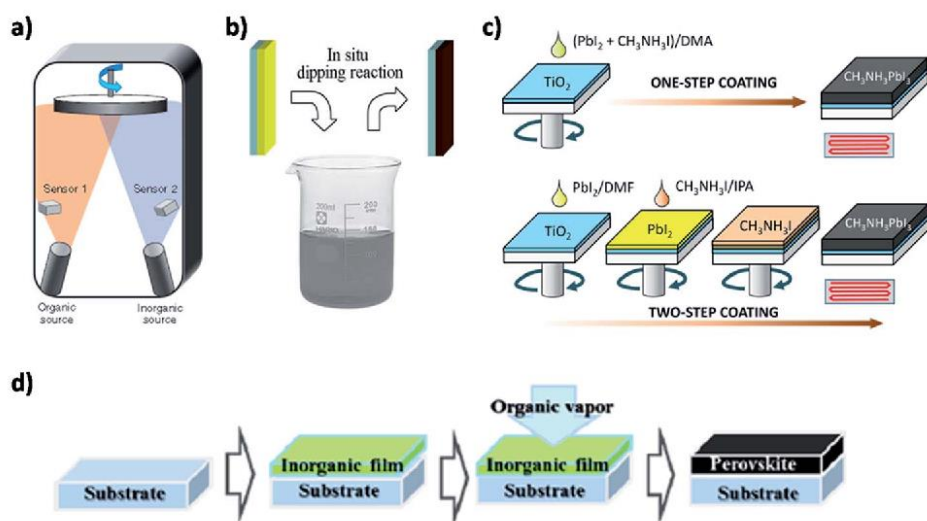 a)
Sensor 1
Sensor 2
Organic
source
Inorganic
source
b)
In situ
dipping reaction
200
c)
(PbI₂ + CH₃NH₃I)/DMA
TiO₂
ONE-STEP COATING
CH₃NH₃PbI₃
PbI₂/DMF
CH₃NH₃I/IPA
TiO₂
PbI₂
CH₃NH₃I
CH₃NH₃PbI₃
TWO-STEP COATING
d)
Organic vapor
Substrate
Inorganic film
Substrate
Inorganic film
Substrate
Perovskite
Substrate